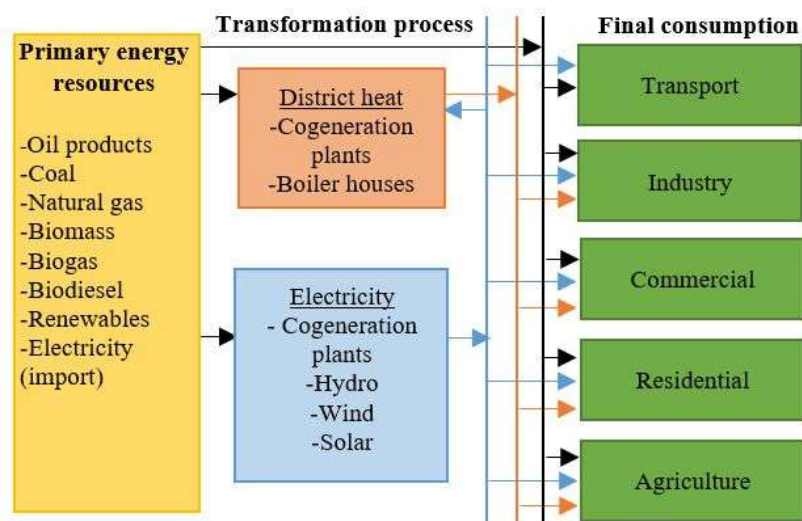 Transformation process
Final consumption
Primary energy
resources
-Oil products
-Coal
-Natural gas
-Biomass
-Biogas
-Biodiesel
-Renewables
-Electricity
(import)
District heat
-Cogeneration
plants
-Boiler houses
Electricity
- Cogeneration
plants
-Hydro
-Wind
-Solar
Transport
Industry
Commercial
Residential
Agriculture